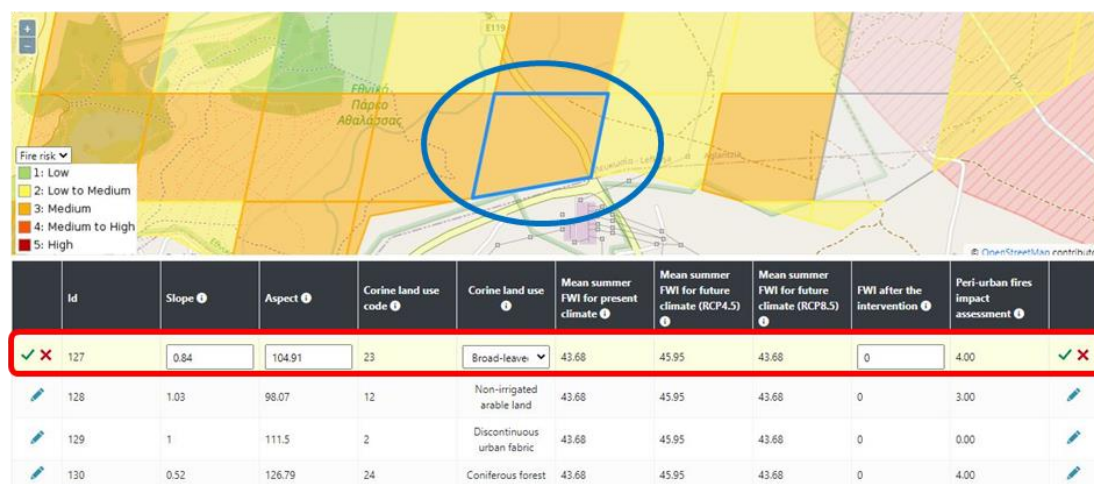 +
−
E119
Εθνικό
Πάρκο
Αθαλάσσας
Fire risk
1: Low
2: Low to Medium
3: Medium
4: Medium to High
5: High
© OpenStreetMap contributo
Id
Slope
Aspect
Corine land use
code
Corine land use
Mean summer
FWI for present
climate
Mean summer
FWI for future
climate (RCP4.5)
Mean summer
FWI for future
climate (RCP8.5)
FWI after the
intervention
Peri-urban fires
impact
assessment
127 0.84 104.91 23 Broad-leave 43.68 45.95 43.68 0 4.00
128 1.03 98.07 12 Non-irrigated
arable land 43.68 45.95 43.68 0 3.00
129 1 111.5 2 Discontinuous
urban fabric 43.68 45.95 43.68 0 0.00
130 0.52 126.79 24 Coniferous forest 43.68 45.95 43.68 0 4.00